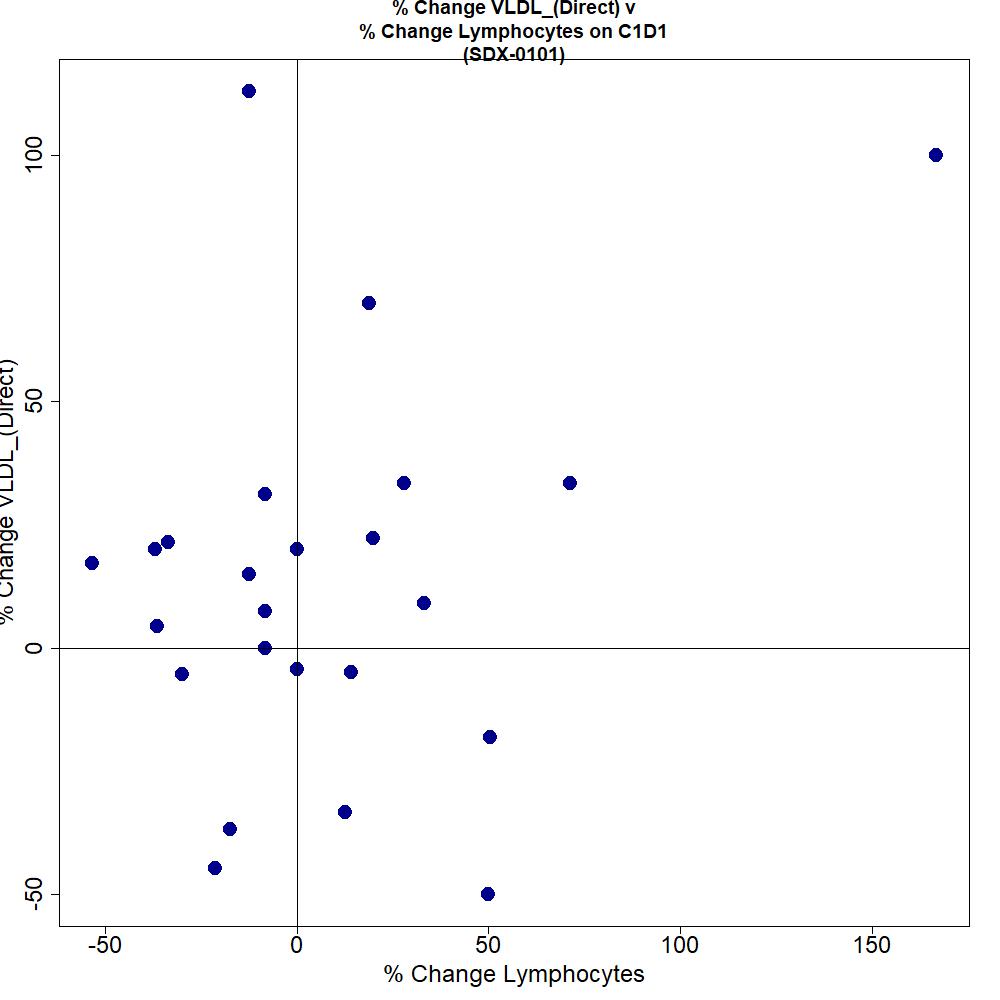 % Change VLDL_(Direct) v
% Change Lymphocytes on C1D1
(SDX-0101)
% Change VLDL_(Direct)
100
50
0
-50
-50
0
50
100
150
% Change Lymphocytes